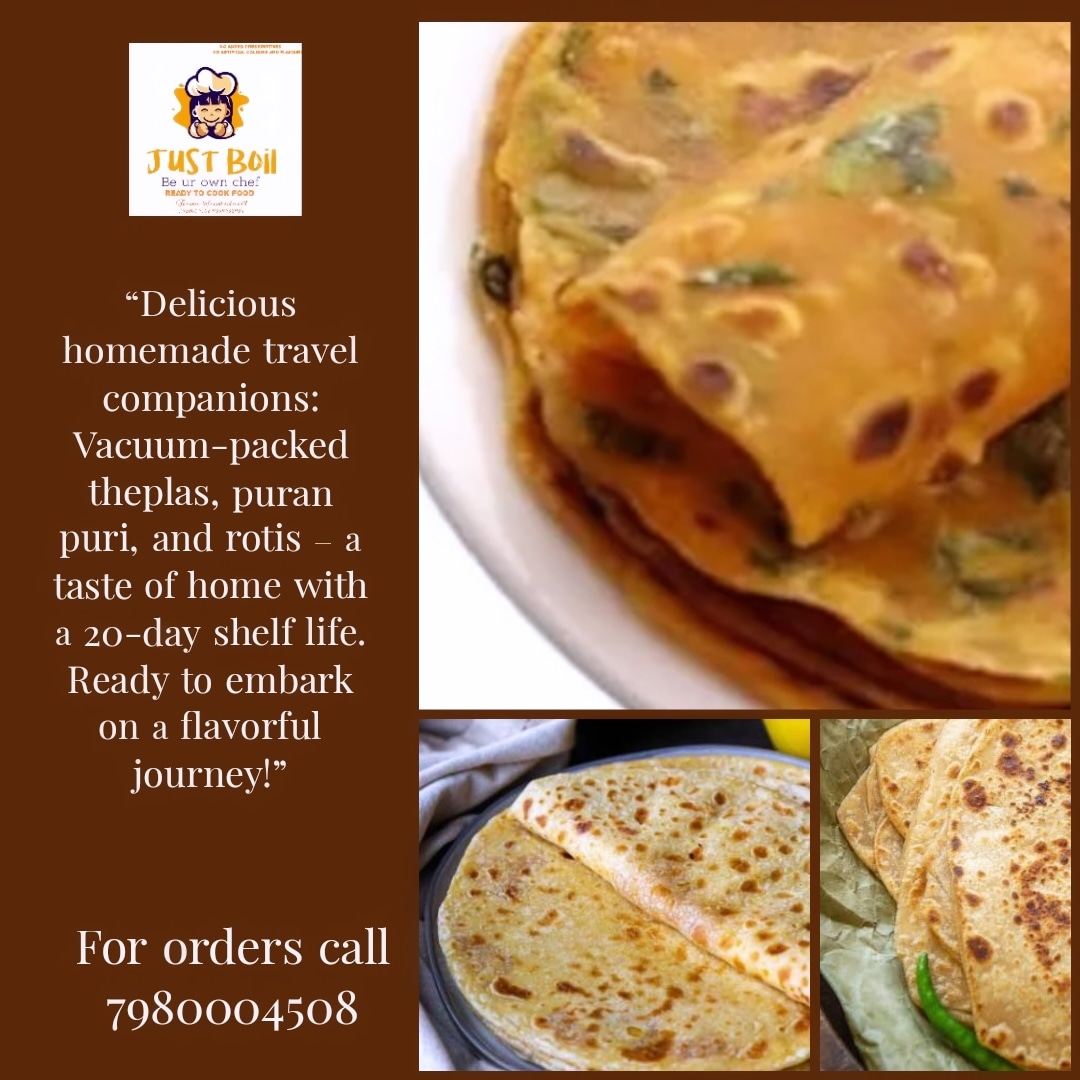 JUST BOIL
Be ur own chef
READY TO COOK FOOD
“Delicious
homemade travel
companions:
Vacuum-packed
theplas, puran
puri, and rotis – a
taste of home with
a 20-day shelf life.
Ready to embark
on a flavorful
journey!”
For orders call
7980004508